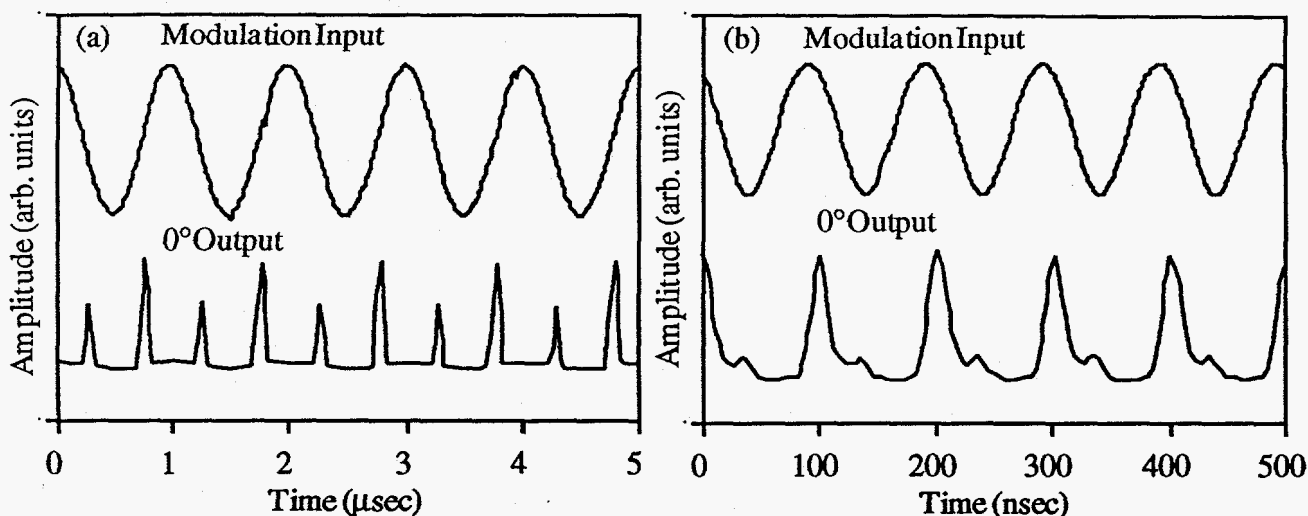 (a) Modulation Input
0° Output
Amplitude (arb. units)
0 1 2 3 4 5
Time (μsec)
(b) Modulation Input
0° Output
Amplitude (arb. units)
0 100 200 300 400 500
Time (nsec)